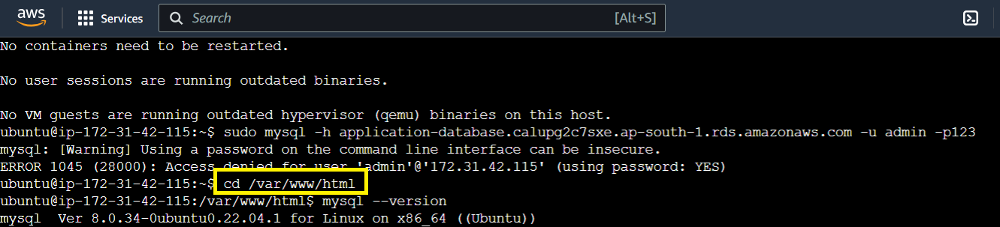 aws Services Search [Alt+S]
No containers need to be restarted.
No user sessions are running outdated binaries.
No VM guests are running outdated hypervisor (qemu) binaries on this host.
ubuntu@ip-172-31-42-115:~$ sudo mysql -h application-database.calupg2c7sxe.ap-south-1.rds.amazonaws.com -u admin -p123
mysql: [Warning] Using a password on the command line interface can be insecure.
ERROR 1045 (28000): Access denied for user 'admin'@'172.31.42.115' (using password: YES)
ubuntu@ip-172-31-42-115:~$ cd /var/www/html
ubuntu@ip-172-31-42-115:/var/www/html$ mysql --version
mysql  Ver 8.0.34-0ubuntu0.22.04.1 for Linux on x86_64 ((Ubuntu))